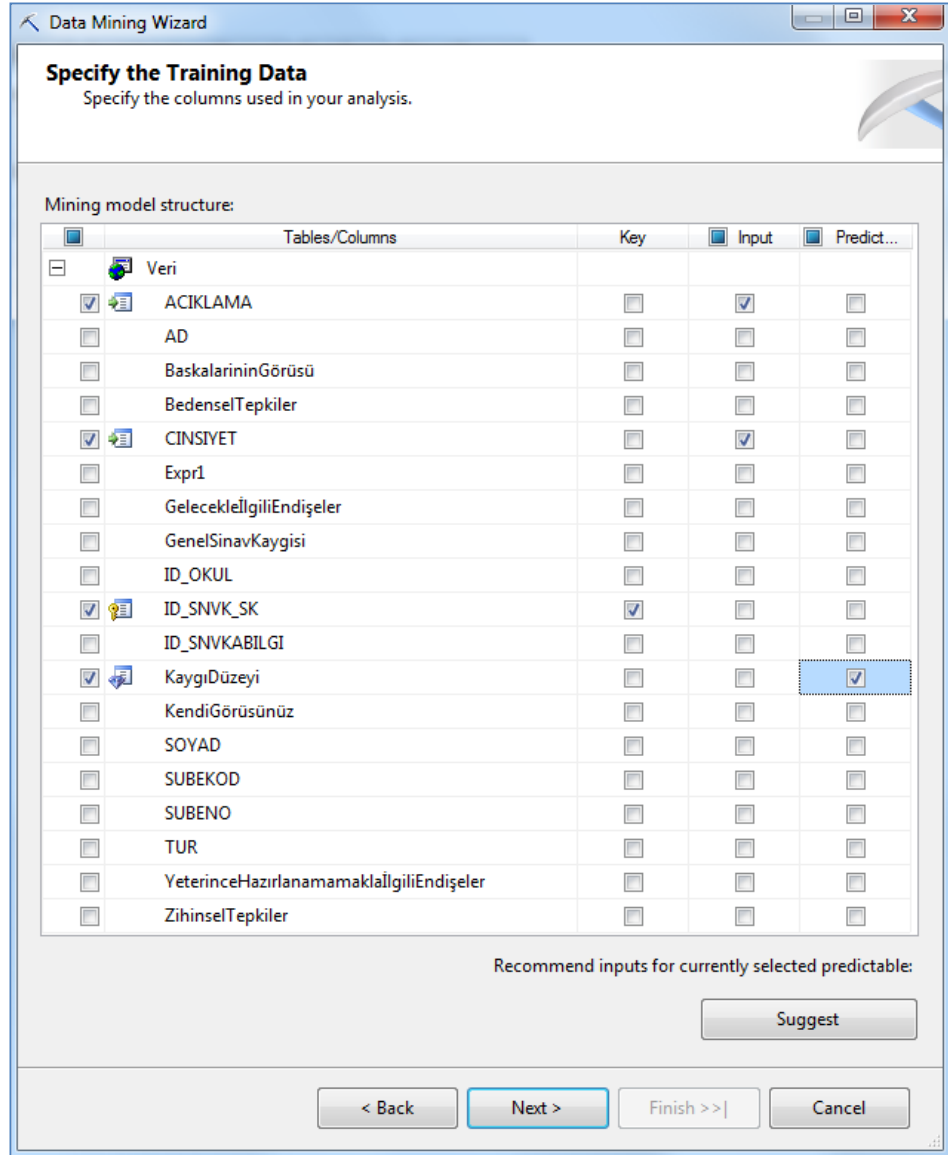 Data Mining Wizard
Specify the Training Data
Specify the columns used in your analysis.
Mining model structure:
Tables/Columns Key Input Predict...
Veri
ACIKLAMA
AD
BaskalarininGörüsü
BedenselTepkiler
CINSIYET
Expr1
GelecekleİlgiliEndişeler
GenelSinavKaygisi
ID_OKUL
ID_SNVK_SK
ID_SNVKABILGI
KaygıDüzeyi
KendiGörüsünüz
SOYAD
SUBEKOD
SUBENO
TUR
YeterinceHazırlanamamaklaİlgiliEndişeler
ZihinselTepkiler
Recommend inputs for currently selected predictable:
Suggest
< Back Next > Finish >>| Cancel